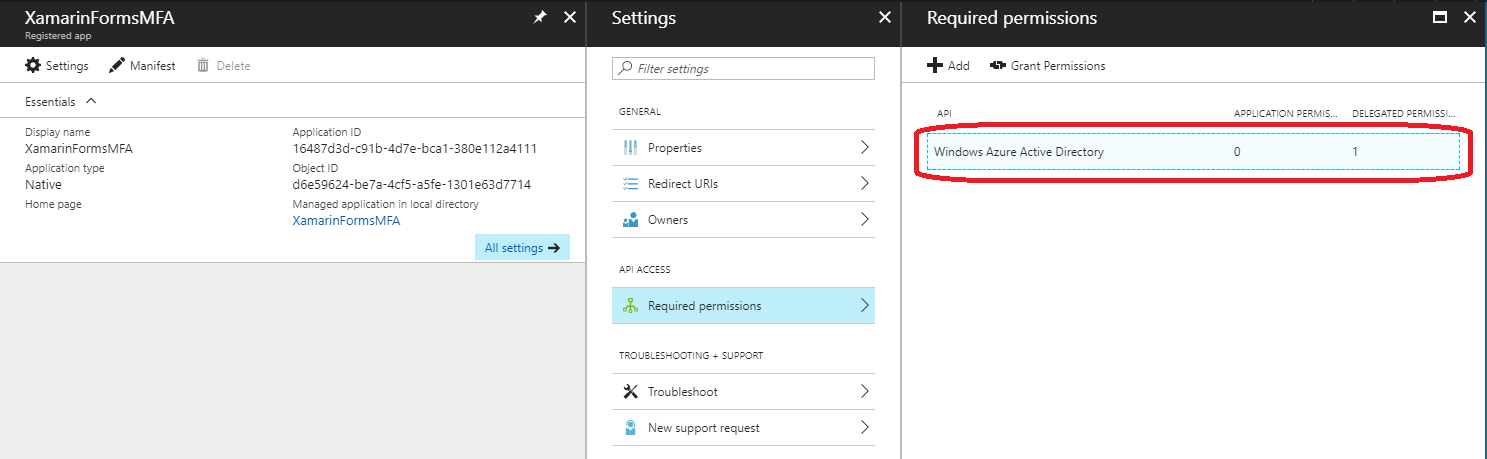 XamarinFormsMFA
Registered app
Settings
Manifest
Delete
Essentials
Display name
XamarinFormsMFA
Application type
Native
Home page
Application ID
16487d3d-c91b-4d7e-bca1-380e112a4111
Object ID
d6e59624-be7a-4cf5-a5fe-1301e63d7714
Managed application in local directory
XamarinFormsMFA
All settings
Settings
Filter settings
GENERAL
Properties
Redirect URIs
Owners
API ACCESS
Required permissions
TROUBLESHOOTING + SUPPORT
Troubleshoot
New support request
Required permissions
Add
Grant Permissions
API
APPLICATION PERMIS...
DELEGATED PERMISSI...
Windows Azure Active Directory
0
1